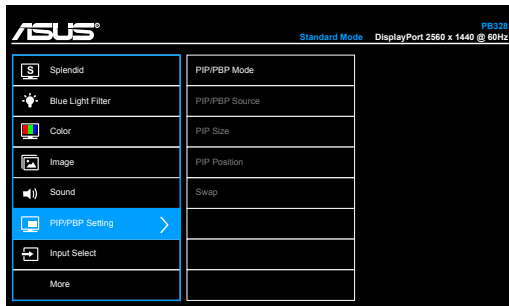 ASUS®
PB328
Standard Mode DisplayPort 2560 x 1440 @ 60Hz
S Splendid
Blue Light Filter
Color
Image
Sound
PIP/PBP Setting
Input Select
More
PIP/PBP Mode
PIP/PBP Source
PIP Size
PIP Position
Swap